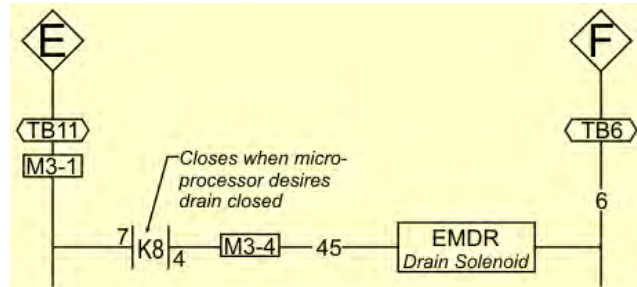 E
F
TB11
TB6
M3-1
Closes when micro-
processor desires
drain closed
6
7
K8
4
M3-4
45
EMDR
Drain Solenoid